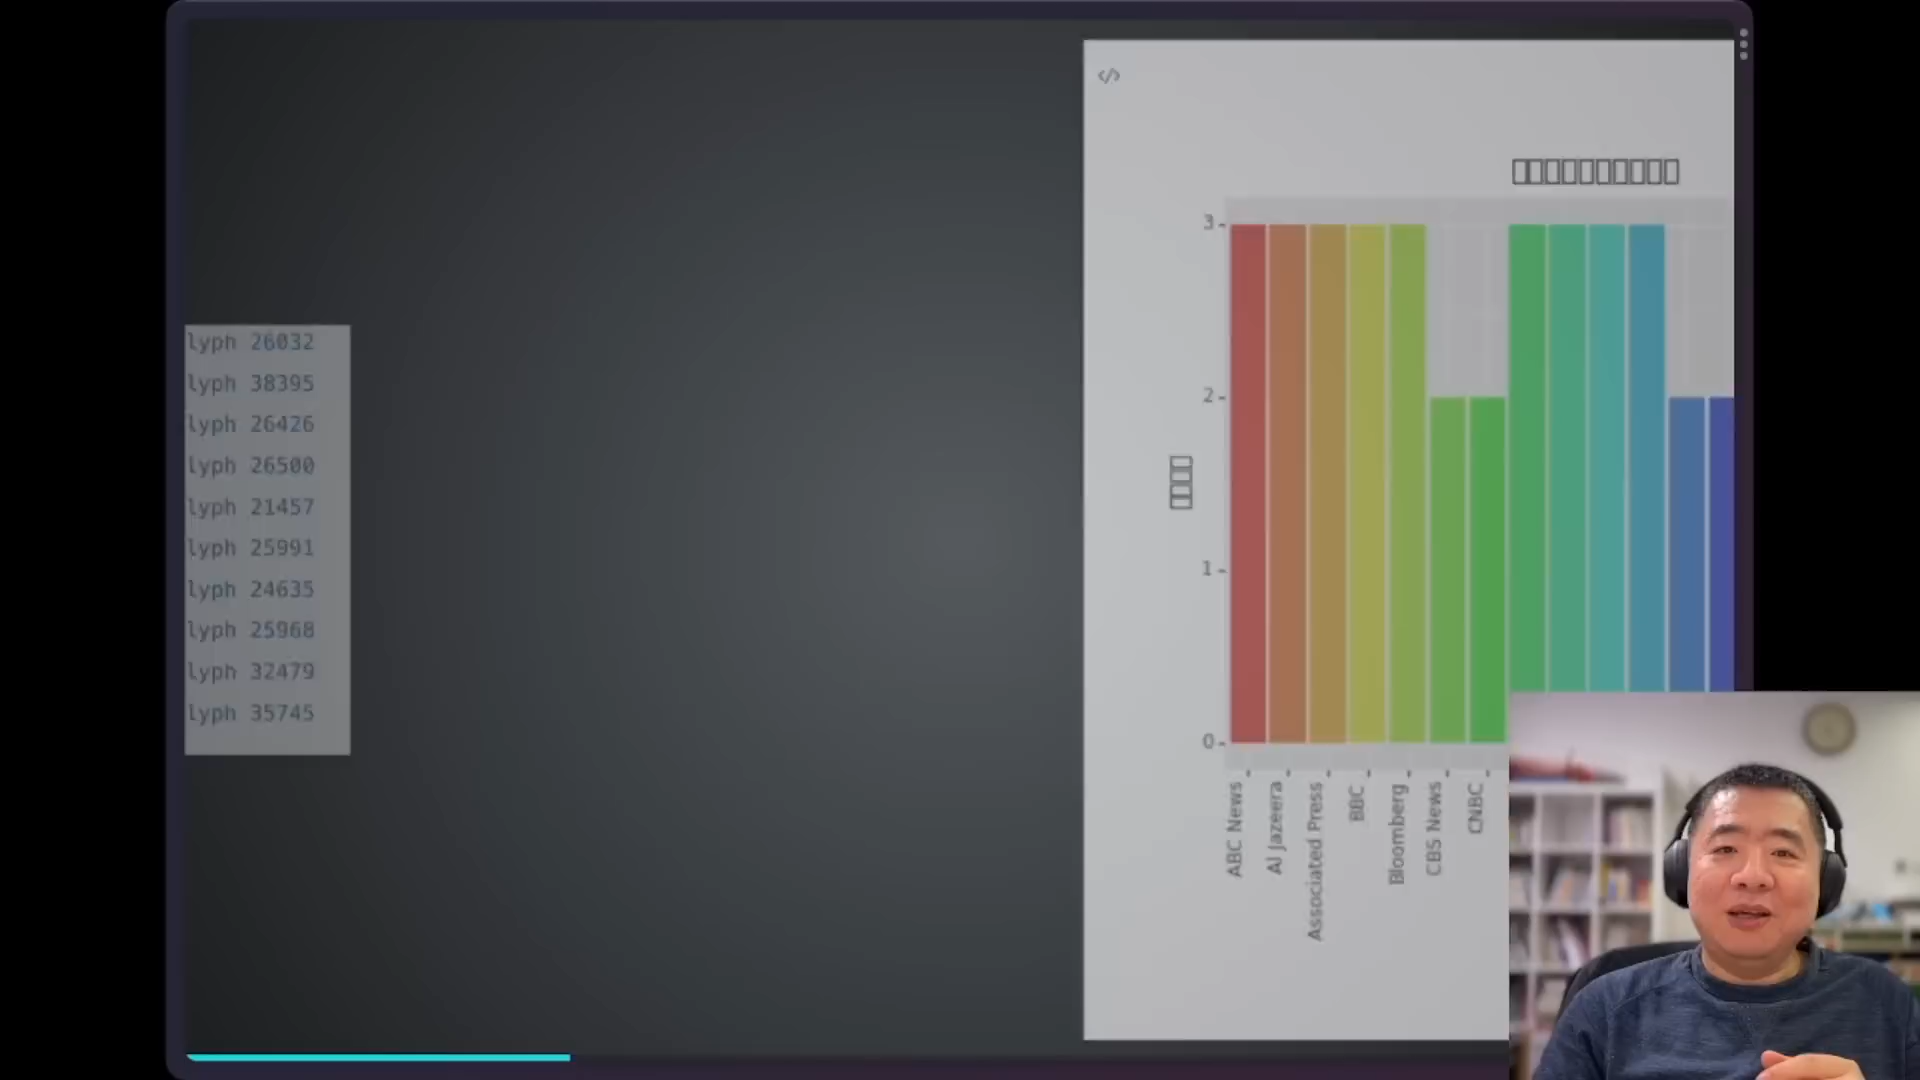 lyph 26032
lyph 38395
lyph 26426
lyph 26500
lyph 21457
lyph 25991
lyph 24635
lyph 25968
lyph 32479
lyph 35745
</>
3
2
1
0
ABC News
Al Jazeera
Associated Press
BBC
Bloomberg
CBS News
CNBC